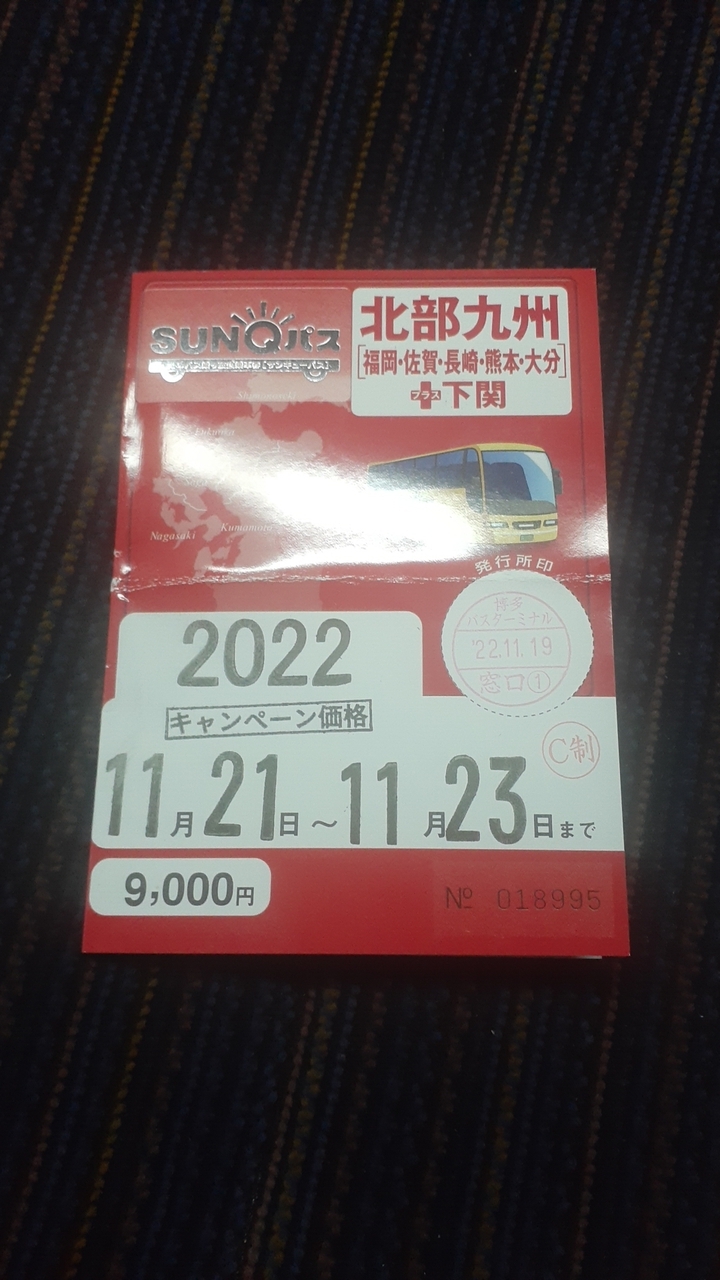 SUNQパス
北部九州
[福岡・佐賀・長崎・熊本・大分]
プラス下関
Shimonoseki
Fukuoka
Nagasaki
Kumamoto
発行所印
博多
バスターミナル
'22.11.19
窓口①
2022
キャンペーン価格
C制
11月21日～11月23日まで
9,000円
№ 018995